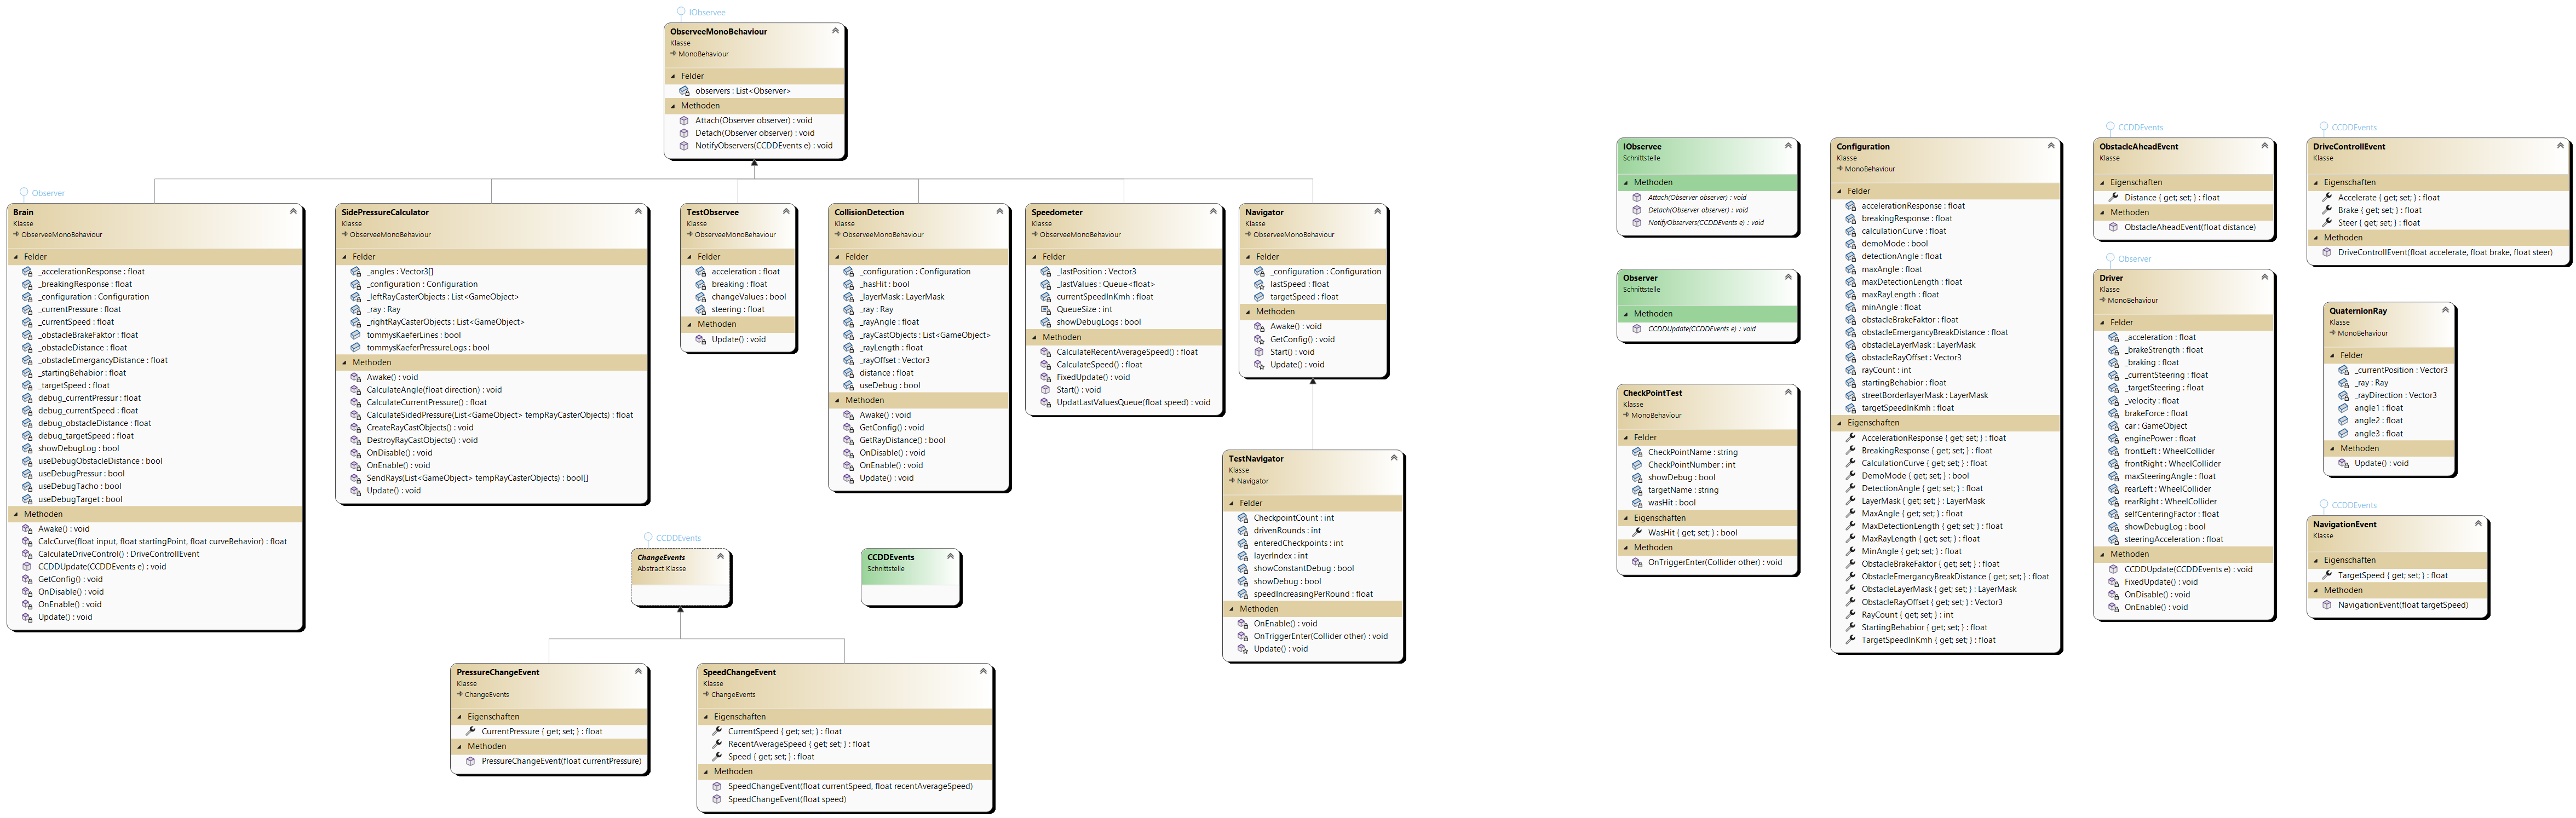 IObservee
ObserveeMonoBehaviour
Klasse
MonoBehaviour
Felder
observers : List<Observer>
Methoden
Attach(Observer observer) : void
Detach(Observer observer) : void
NotifyObservers(CCDDEvents e) : void
Observer
Brain
Klasse
ObserveeMonoBehaviour
Felder
_accelerationResponse : float
_breakingResponse : float
_configuration : Configuration
_currentPressure : float
_currentSpeed : float
_obstacleBrakeFaktor : float
_obstacleDistance : float
_obstacleEmergancyDistance : float
_startingBehabior : float
_targetSpeed : float
debug_currentPressur : float
debug_currentSpeed : float
debug_obstacleDistance : float
debug_targetSpeed : float
showDebugLog : bool
useDebugObstacleDistance : bool
useDebugPressur : bool
useDebugTacho : bool
useDebugTarget : bool
Methoden
Awake() : void
CalcCurve(float input, float startingPoint, float curveBehavior) : float
CalculateDriveControl() : DriveControllEvent
CCDDUpdate(CCDDEvents e) : void
GetConfig() : void
OnDisable() : void
OnEnable() : void
Update() : void
SidePressureCalculator
Klasse
ObserveeMonoBehaviour
Felder
_angles : Vector3[]
_configuration : Configuration
_leftRayCasterObjects : List<GameObject>
_ray : Ray
_rightRayCasterObjects : List<GameObject>
tommysKaeferLines : bool
tommysKaeferPressureLogs : bool
Methoden
Awake() : void
CalculateAngle(float direction) : void
CalculateCurrentPressure() : float
CalculateSidedPressure(List<GameObject> tempRayCasterObjects) : float
CreateRayCastObjects() : void
DestroyRayCastObjects() : void
OnDisable() : void
OnEnable() : void
SendRays(List<GameObject> tempRayCasterObjects) : bool[]
Update() : void
TestObservee
Klasse
ObserveeMonoBehaviour
Felder
acceleration : float
breaking : float
changeValues : bool
steering : float
Methoden
Update() : void
CollisionDetection
Klasse
ObserveeMonoBehaviour
Felder
_configuration : Configuration
_hasHit : bool
_layerMask : LayerMask
_ray : Ray
_rayAngle : float
_rayCastObjects : List<GameObject>
_rayLength : float
_rayOffset : Vector3
distance : float
useDebug : bool
Methoden
Awake() : void
GetConfig() : void
GetRayDistance() : bool
OnDisable() : void
OnEnable() : void
Update() : void
Speedometer
Klasse
ObserveeMonoBehaviour
Felder
_lastPosition : Vector3
_lastValues : Queue<float>
currentSpeedInKmh : float
QueueSize : int
showDebugLogs : bool
Methoden
CalculateRecentAverageSpeed() : float
CalculateSpeed() : float
FixedUpdate() : void
Start() : void
UpdatLastValuesQueue(float speed) : void
Navigator
Klasse
ObserveeMonoBehaviour
Felder
_configuration : Configuration
lastSpeed : float
targetSpeed : float
Methoden
Awake() : void
GetConfig() : void
Start() : void
Update() : void
TestNavigator
Klasse
Navigator
Felder
CheckpointCount : int
drivenRounds : int
enteredCheckpoints : int
layerIndex : int
showConstantDebug : bool
showDebug : bool
speedIncreasingPerRound : float
Methoden
OnEnable() : void
OnTriggerEnter(Collider other) : void
Update() : void
CCDDEvents
ChangeEvents
Abstract Klasse
CCDDEvents
Schnittstelle
PressureChangeEvent
Klasse
ChangeEvents
Eigenschaften
CurrentPressure { get; set; } : float
Methoden
PressureChangeEvent(float currentPressure)
SpeedChangeEvent
Klasse
ChangeEvents
Eigenschaften
CurrentSpeed { get; set; } : float
RecentAverageSpeed { get; set; } : float
Speed { get; set; } : float
Methoden
SpeedChangeEvent(float currentSpeed, float recentAverageSpeed)
SpeedChangeEvent(float speed)
IObservee
Schnittstelle
Methoden
Attach(Observer observer) : void
Detach(Observer observer) : void
NotifyObservers(CCDDEvents e) : void
Observer
Schnittstelle
Methoden
CCDDUpdate(CCDDEvents e) : void
CheckPointTest
Klasse
MonoBehaviour
Felder
CheckPointName : string
CheckPointNumber : int
showDebug : bool
targetName : string
wasHit : bool
Eigenschaften
WasHit { get; set; } : bool
Methoden
OnTriggerEnter(Collider other) : void
Configuration
Klasse
MonoBehaviour
Felder
accelerationResponse : float
breakingResponse : float
calculationCurve : float
demoMode : bool
detectionAngle : float
maxAngle : float
maxDetectionLength : float
maxRayLength : float
minAngle : float
obstacleBrakeFaktor : float
obstacleEmergancyBreakDistance : float
obstacleLayerMask : LayerMask
obstacleRayOffset : Vector3
rayCount : int
startingBehabior : float
streetBorderlayerMask : LayerMask
targetSpeedInKmh : float
Eigenschaften
AccelerationResponse { get; set; } : float
BreakingResponse { get; set; } : float
CalculationCurve { get; set; } : float
DemoMode { get; set; } : bool
DetectionAngle { get; set; } : float
LayerMask { get; set; } : LayerMask
MaxAngle { get; set; } : float
MaxDetectionLength { get; set; } : float
MaxRayLength { get; set; } : float
MinAngle { get; set; } : float
ObstacleBrakeFaktor { get; set; } : float
ObstacleEmergancyBreakDistance { get; set; } : float
ObstacleLayerMask { get; set; } : LayerMask
ObstacleRayOffset { get; set; } : Vector3
RayCount { get; set; } : int
StartingBehabior { get; set; } : float
TargetSpeedInKmh { get; set; } : float
CCDDEvents
ObstacleAheadEvent
Klasse
Eigenschaften
Distance { get; set; } : float
Methoden
ObstacleAheadEvent(float distance)
Observer
Driver
Klasse
MonoBehaviour
Felder
_acceleration : float
_brakeStrength : float
_braking : float
_currentSteering : float
_targetSteering : float
_velocity : float
brakeForce : float
car : GameObject
enginePower : float
frontLeft : WheelCollider
frontRight : WheelCollider
maxSteeringAngle : float
rearLeft : WheelCollider
rearRight : WheelCollider
selfCenteringFactor : float
showDebugLog : bool
steeringAcceleration : float
Methoden
CCDDUpdate(CCDDEvents e) : void
FixedUpdate() : void
OnDisable() : void
OnEnable() : void
CCDDEvents
DriveControllEvent
Klasse
Eigenschaften
Accelerate { get; set; } : float
Brake { get; set; } : float
Steer { get; set; } : float
Methoden
DriveControllEvent(float accelerate, float brake, float steer)
QuaternionRay
Klasse
MonoBehaviour
Felder
_currentPosition : Vector3
_ray : Ray
_rayDirection : Vector3
angle1 : float
angle2 : float
angle3 : float
Methoden
Update() : void
CCDDEvents
NavigationEvent
Klasse
Eigenschaften
TargetSpeed { get; set; } : float
Methoden
NavigationEvent(float targetSpeed)